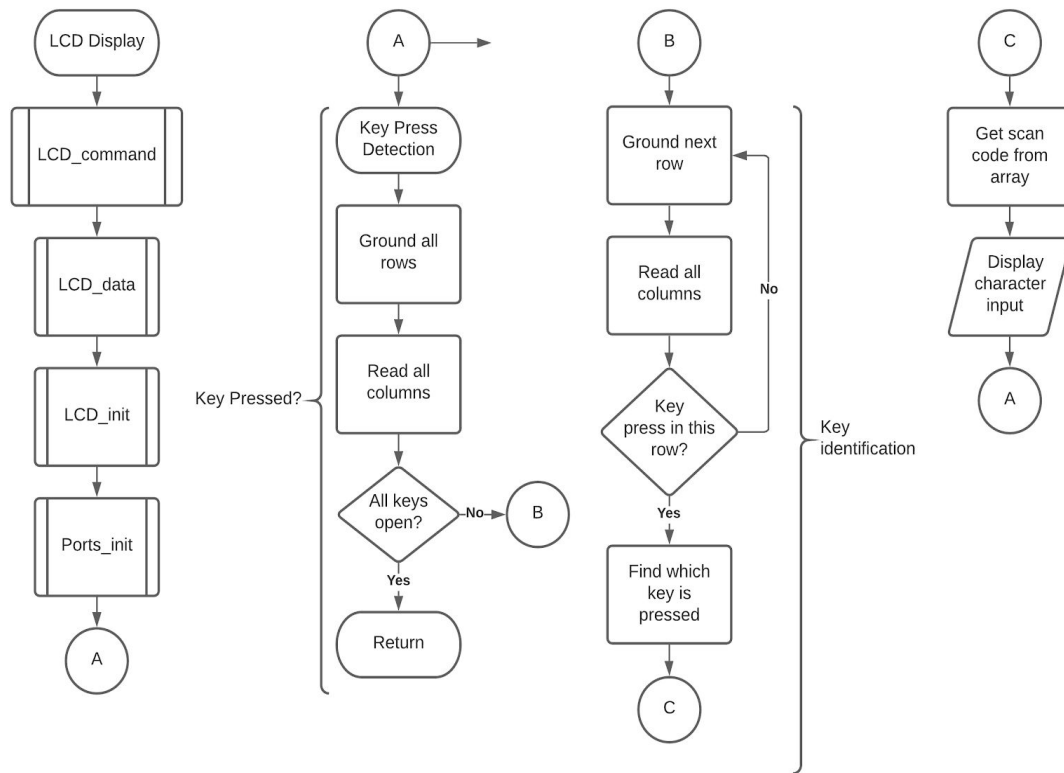 LCD Display
LCD_command
LCD_data
LCD_init
Ports_init
A
A
Key Press
Detection
Ground all
rows
Read all
columns
Key Pressed?
All keys
open?
No
B
Yes
Return
B
Ground next
row
Read all
columns
No
Key
press in this
row?
Yes
Find which
key is
pressed
C
Key
identification
C
Get scan
code from
array
Display
character
input
A